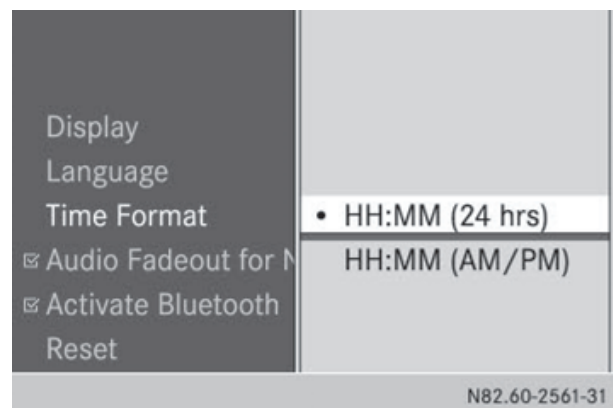 Display
Language
Time Format
Audio Fadeout for N
Activate Bluetooth
Reset
• HH:MM (24 hrs)
HH:MM (AM/PM)
N82.60-2561-31